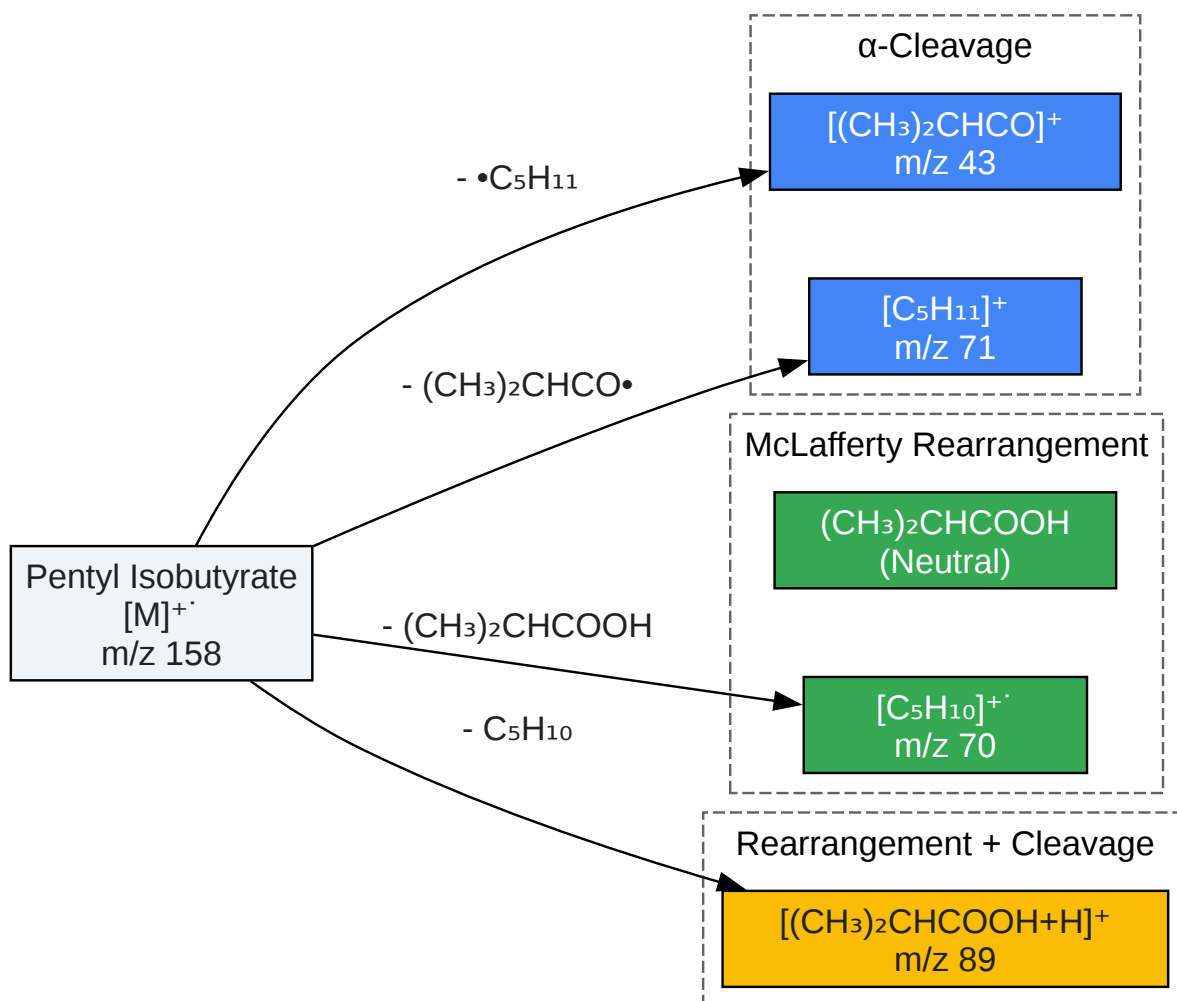 α-Cleavage
[(CH₃)₂CHCO]⁺
m/z 43
- •C₅H₁₁
[C₅H₁₁]⁺
m/z 71
- (CH₃)₂CHCO•
McLafferty Rearrangement
(CH₃)₂CHCOOH
(Neutral)
Pentyl Isobutyrate
[M]⁺˙
m/z 158
- (CH₃)₂CHCOOH
[C₅H₁₀]⁺˙
m/z 70
- C₅H₁₀
Rearrangement + Cleavage
[(CH₃)₂CHCOOH+H]⁺
m/z 89